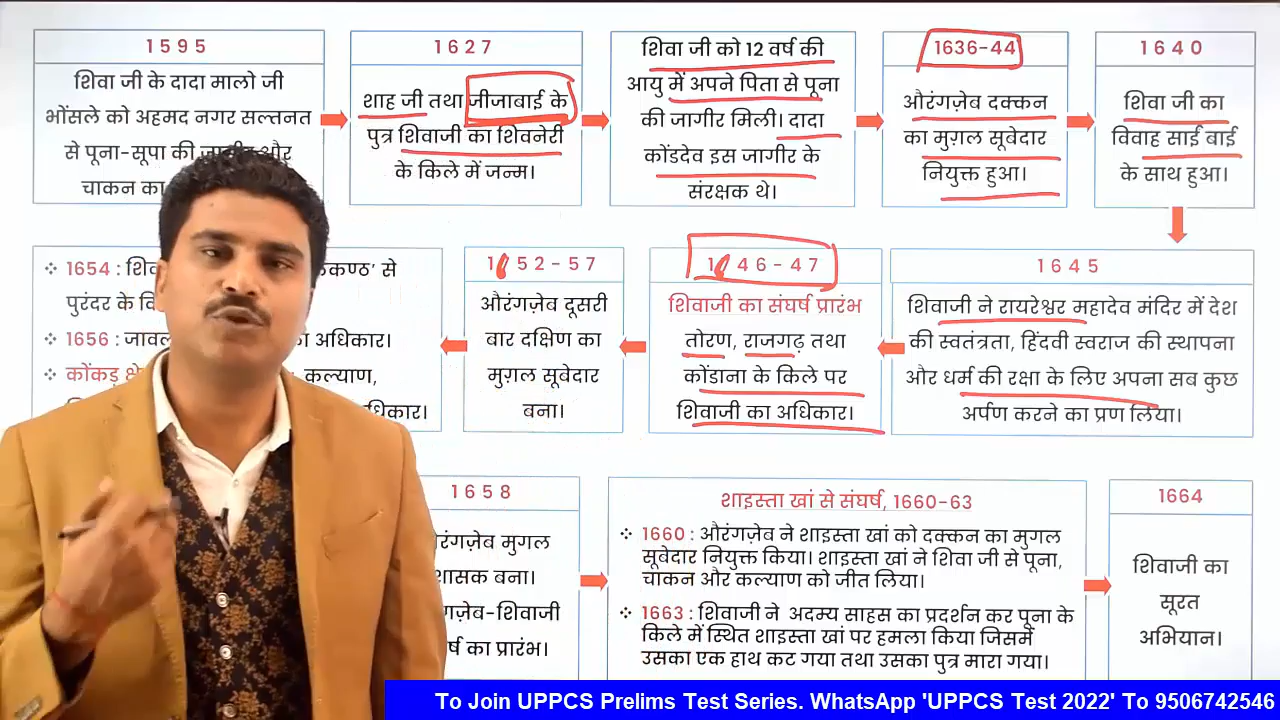 1595
शिवा जी के दादा मालो जी
भोंसले को अहमद नगर सल्तनत
से पूना-सूपा की और
चाकन का
1627
शाह जी तथा जीजाबाई के
पुत्र शिवाजी का शिवनेरी
के किले में जन्म।
शिवा जी को 12 वर्ष की
आयु में अपने पिता से पूना
की जागीर मिली। दादा
कोंडदेव इस जागीर के
संरक्षक थे।
1636-44
औरंगज़ेब दक्कन
का मुग़ल सूबेदार
नियुक्त हुआ।
1640
शिवा जी का
विवाह साई बाई
के साथ हुआ।
1645
शिवाजी ने रायरेश्वर महादेव मंदिर में देश
की स्वतंत्रता, हिंदवी स्वराज की स्थापना
और धर्म की रक्षा के लिए अपना सब कुछ
अर्पण करने का प्रण लिया।
1646-47
शिवाजी का संघर्ष प्रारंभ
तोरण, राजगढ़ तथा
कोंडाना के किले पर
शिवाजी का अधिकार।
1652-57
औरंगज़ेब दूसरी
बार दक्षिण का
मुग़ल सूबेदार
बना।
❖ 1654 : से
पुरंदर के
❖ 1656 : का अधिकार।
❖ कोंकड़ कल्याण,
1658
मुगल
शासक बना।
शिवाजी
का प्रारंभ।
शाइस्ता खां से संघर्ष, 1660-63
❖ 1660 : औरंगज़ेब ने शाइस्ता खां को दक्कन का मुगल
सूबेदार नियुक्त किया। शाइस्ता खां ने शिवा जी से पूना,
चाकन और कल्याण को जीत लिया।
❖ 1663 : शिवाजी ने अदम्य साहस का प्रदर्शन कर पूना के
किले में स्थित शाइस्ता खां पर हमला किया जिसमें
उसका एक हाथ कट गया तथा उसका पुत्र मारा गया।
1664
शिवाजी का
सूरत
अभियान।
To Join UPPCS Prelims Test Series. WhatsApp 'UPPCS Test 2022' To 9506742546